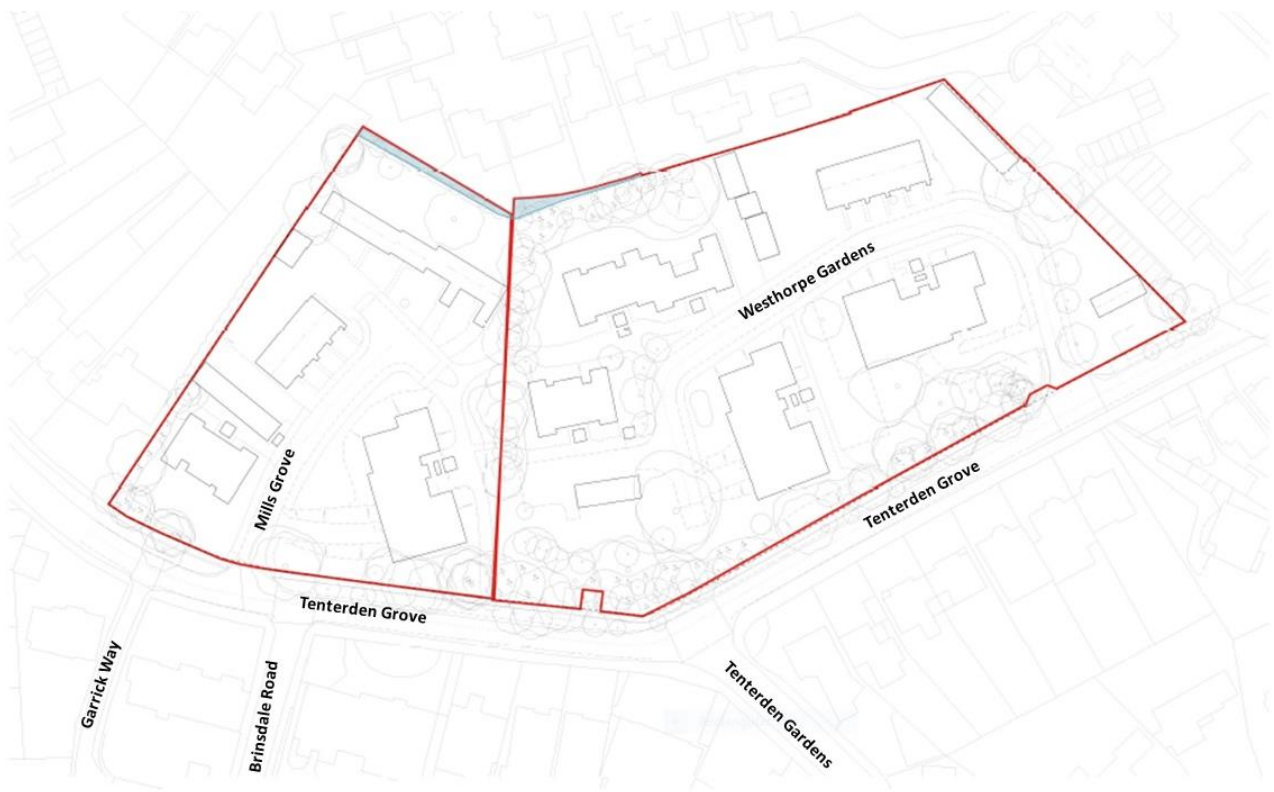 Westhorpe Gardens
Mills Grove
Tenterden Grove
Tenterden Grove
Garrick Way
Brinsdale Road
Tenterden Gardens